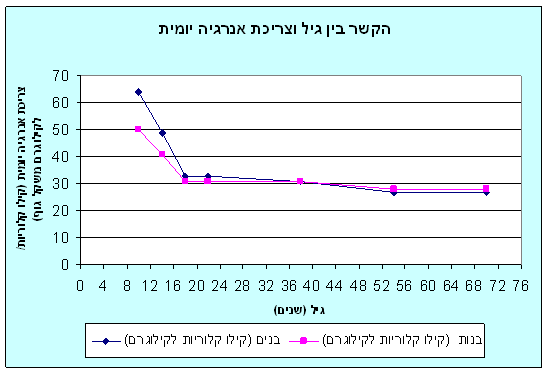 הקשר בין גיל וצריכת אנרגיה יומית
צריכת אנרגיה יומית (קילו קלוריות/
לקילוגרם משקל גוף)
70
60
50
40
30
20
10
0
0 4 8 12 16 20 24 28 32 36 40 44 48 52 56 60 64 68 72 76
גיל (שנים)
בנים (קילו קלוריות לקילוגרם)
בנות (קילו קלוריות לקילוגרם)